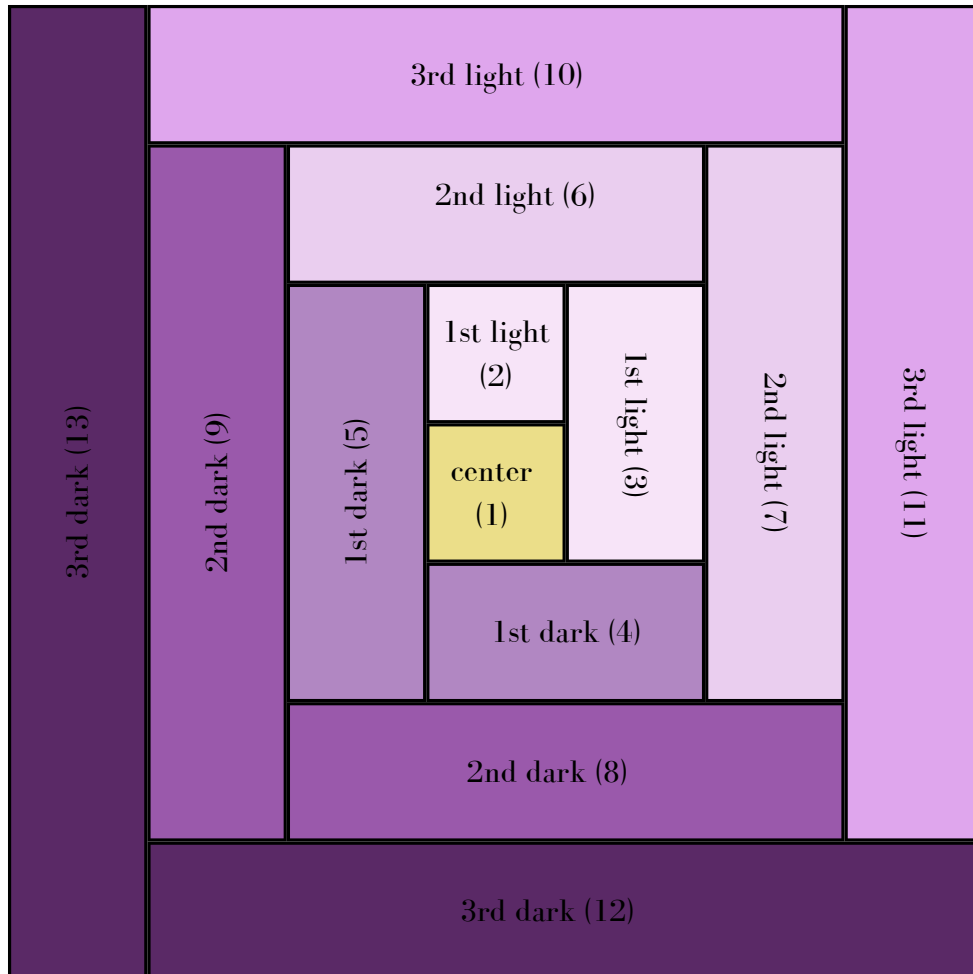 3rd light (10)
2nd light (6)
1st light
(2)
1st light (3)
2nd light (7)
3rd light (11)
3rd dark (13)
2nd dark (9)
1st dark (5)
center
(1)
1st dark (4)
2nd dark (8)
3rd dark (12)